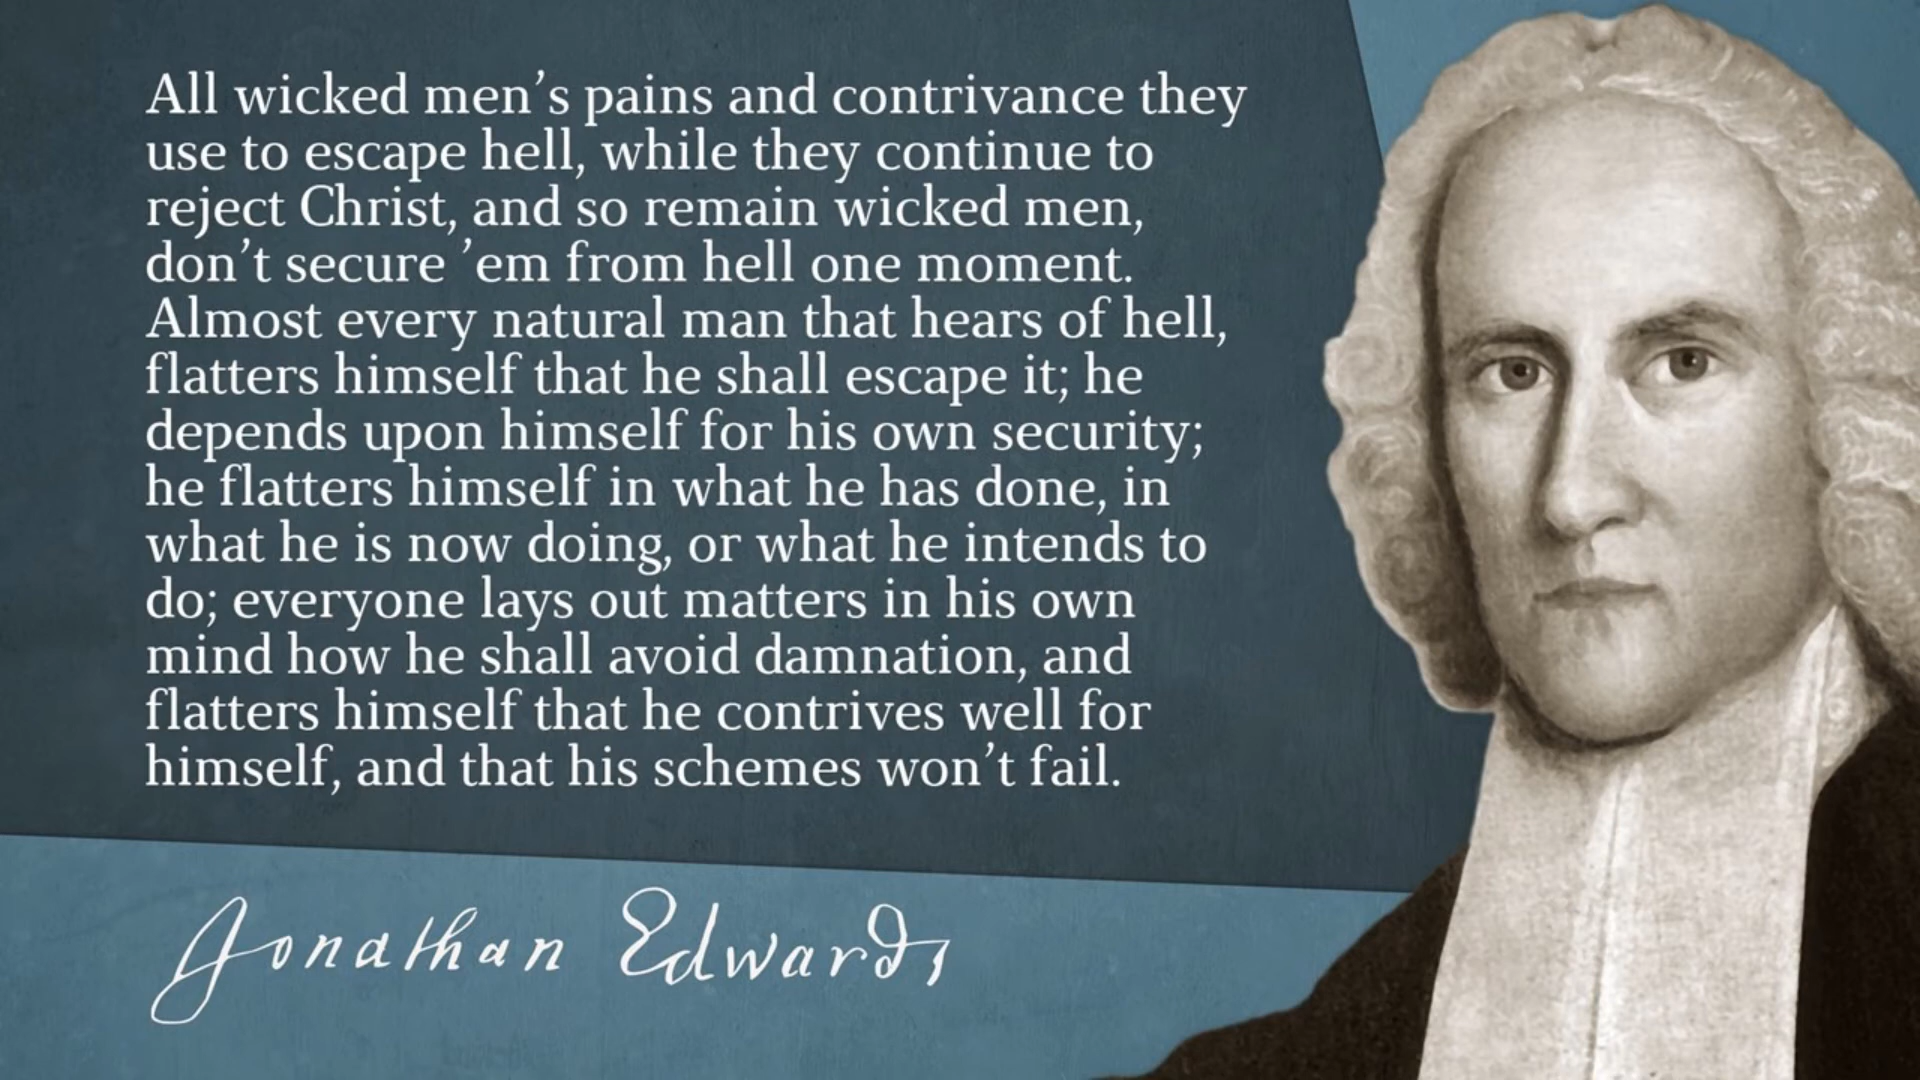 All wicked men’s pains and contrivance they
use to escape hell, while they continue to
reject Christ, and so remain wicked men,
don’t secure ’em from hell one moment.
Almost every natural man that hears of hell,
flatters himself that he shall escape it; he
depends upon himself for his own security;
he flatters himself in what he has done, in
what he is now doing, or what he intends to
do; everyone lays out matters in his own
mind how he shall avoid damnation, and
flatters himself that he contrives well for
himself, and that his schemes won’t fail.
Jonathan Edwards